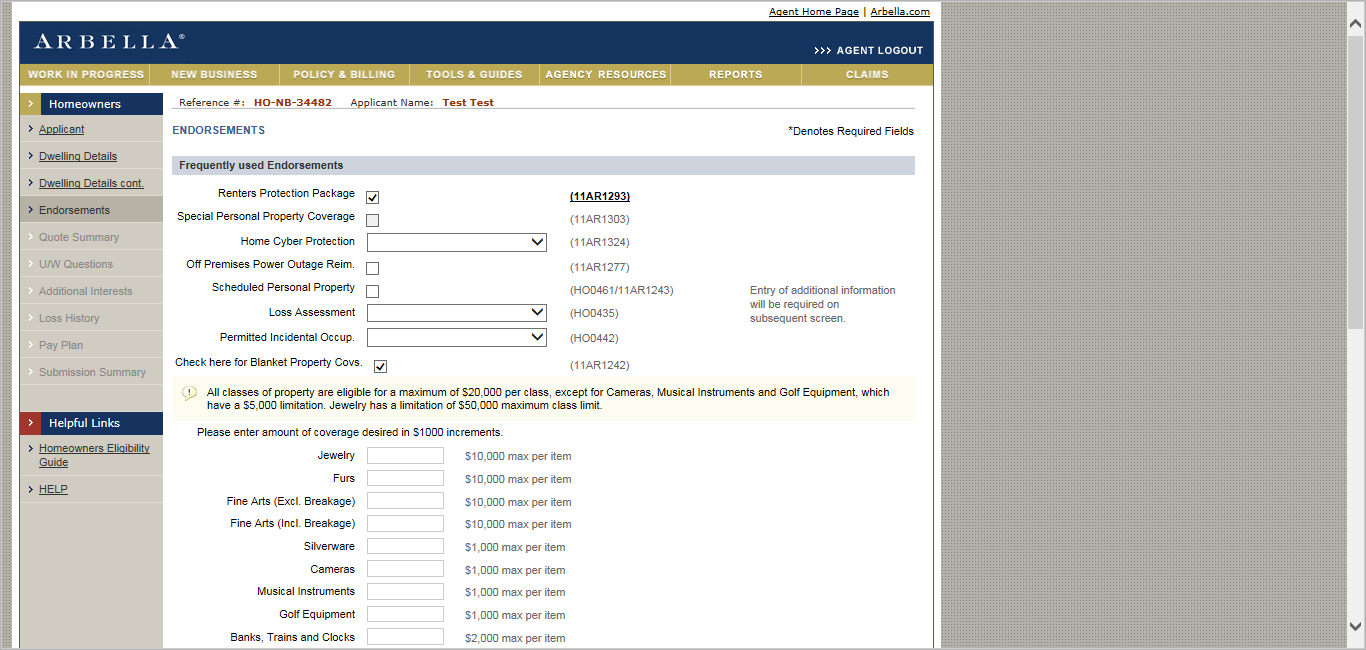 Agent Home Page | Arbella.com
ARBELLA®
>>> AGENT LOGOUT
WORK IN PROGRESS NEW BUSINESS POLICY & BILLING TOOLS & GUIDES AGENCY RESOURCES REPORTS CLAIMS
Homeowners
Applicant
Dwelling Details
Dwelling Details cont.
Endorsements
Quote Summary
U/W Questions
Additional Interests
Loss History
Pay Plan
Submission Summary
Helpful Links
Homeowners Eligibility
Guide
HELP
Reference #: HO-NB-34482 Applicant Name: Test Test
ENDORSEMENTS *Denotes Required Fields
Frequently used Endorsements
Renters Protection Package (11AR1293)
Special Personal Property Coverage (11AR1303)
Home Cyber Protection (11AR1324)
Off Premises Power Outage Reim. (11AR1277)
Scheduled Personal Property (HO0461/11AR1243) Entry of additional information
will be required on
subsequent screen.
Loss Assessment (HO0435)
Permitted Incidental Occup. (HO0442)
Check here for Blanket Property Covs. (11AR1242)
All classes of property are eligible for a maximum of $20,000 per class, except for Cameras, Musical Instruments and Golf Equipment, which
have a $5,000 limitation. Jewelry has a limitation of $50,000 maximum class limit.
Please enter amount of coverage desired in $1000 increments.
Jewelry $10,000 max per item
Furs $10,000 max per item
Fine Arts (Excl. Breakage) $10,000 max per item
Fine Arts (Incl. Breakage) $10,000 max per item
Silverware $1,000 max per item
Cameras $1,000 max per item
Musical Instruments $1,000 max per item
Golf Equipment $1,000 max per item
Banks, Trains and Clocks $2,000 max per item